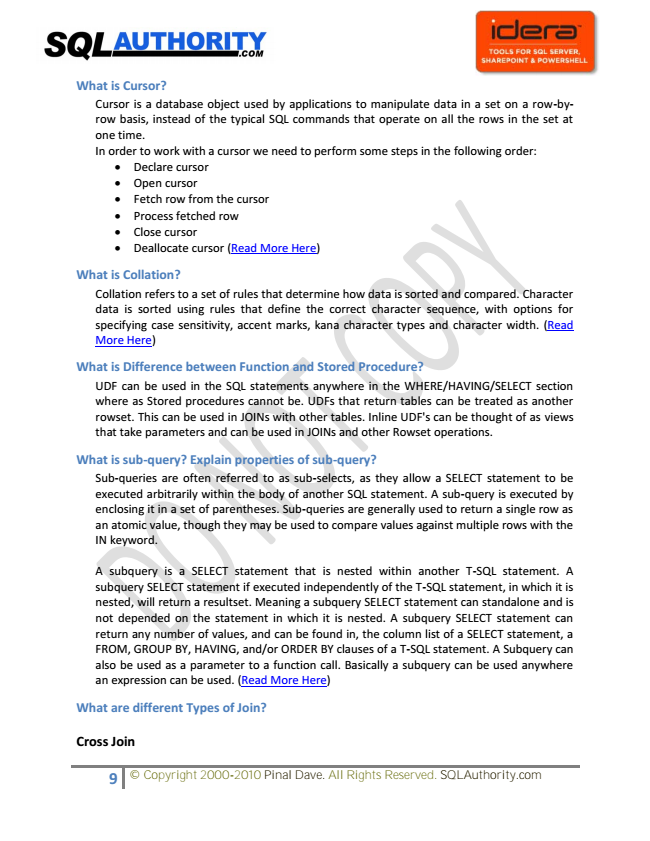 SQLAUTHORITY
.COM
idera
TOOLS FOR SQL SERVER,
SHAREPOINT & POWERSHELL
What is Cursor?
Cursor is a database object used by applications to manipulate data in a set on a row-by-
row basis, instead of the typical SQL commands that operate on all the rows in the set at
one time.
In order to work with a cursor we need to perform some steps in the following order:
• Declare cursor
• Open cursor
• Fetch row from the cursor
• Process fetched row
• Close cursor
• Deallocate cursor (Read More Here)
What is Collation?
Collation refers to a set of rules that determine how data is sorted and compared. Character
data is sorted using rules that define the correct character sequence, with options for
specifying case sensitivity, accent marks, kana character types and character width. (Read
More Here)
What is Difference between Function and Stored Procedure?
UDF can be used in the SQL statements anywhere in the WHERE/HAVING/SELECT section
where as Stored procedures cannot be. UDFs that return tables can be treated as another
rowset. This can be used in JOINs with other tables. Inline UDF's can be thought of as views
that take parameters and can be used in JOINs and other Rowset operations.
What is sub-query? Explain properties of sub-query?
Sub-queries are often referred to as sub-selects, as they allow a SELECT statement to be
executed arbitrarily within the body of another SQL statement. A sub-query is executed by
enclosing it in a set of parentheses. Sub-queries are generally used to return a single row as
an atomic value, though they may be used to compare values against multiple rows with the
IN keyword.
A subquery is a SELECT statement that is nested within another T-SQL statement. A
subquery SELECT statement if executed independently of the T-SQL statement, in which it is
nested, will return a resultset. Meaning a subquery SELECT statement can standalone and is
not depended on the statement in which it is nested. A subquery SELECT statement can
return any number of values, and can be found in, the column list of a SELECT statement, a
FROM, GROUP BY, HAVING, and/or ORDER BY clauses of a T-SQL statement. A Subquery can
also be used as a parameter to a function call. Basically a subquery can be used anywhere
an expression can be used. (Read More Here)
What are different Types of Join?
Cross Join
9 © Copyright 2000-2010 Pinal Dave. All Rights Reserved. SQLAuthority.com
DO NOT COPY